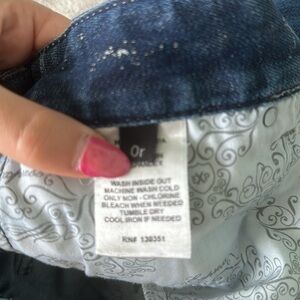 Or
WASH INSIDE OUT
MACHINE WASH COLD
ONLY NON - CHLORINE
BLEACH WHEN NEEDED
TUMBLE DRY
COOL IRON IF NEEDED
RN# 138351